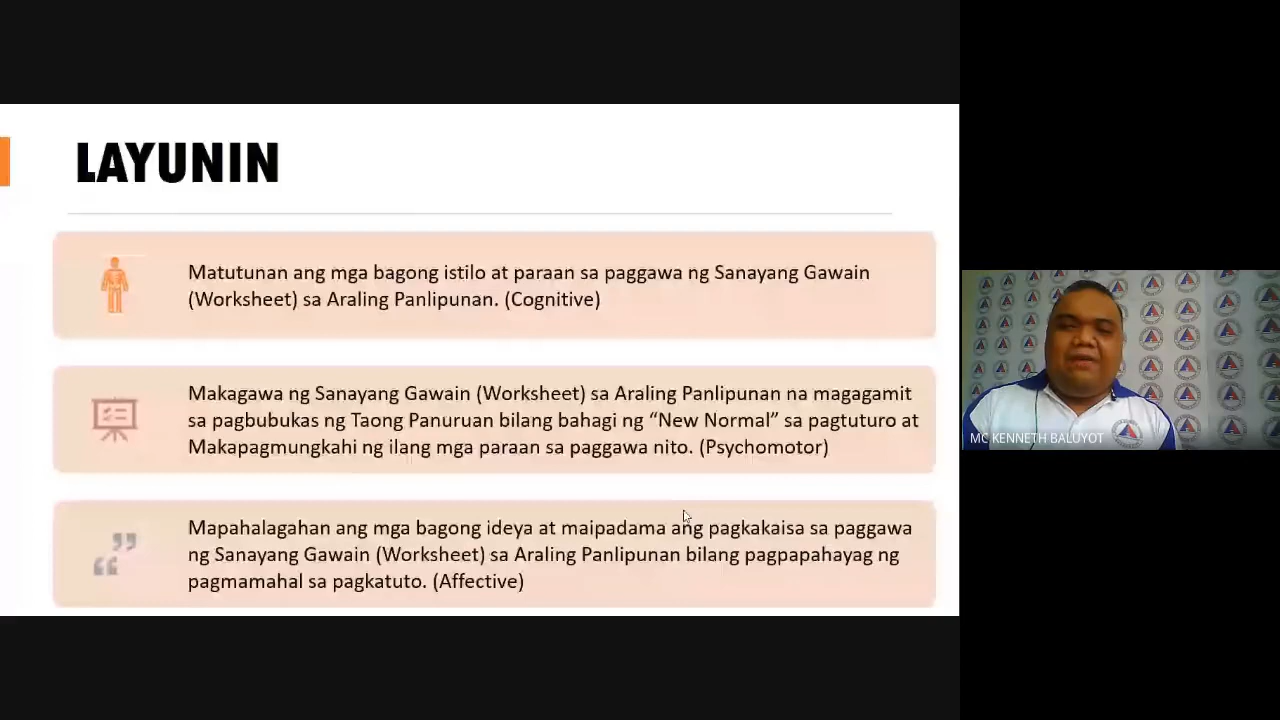 LAYUNIN
Matutunan ang mga bagong istilo at paraan sa paggawa ng Sanayang Gawain
(Worksheet) sa Araling Panlipunan. (Cognitive)
Makagawa ng Sanayang Gawain (Worksheet) sa Araling Panlipunan na magagamit
sa pagbubukas ng Taong Panuruan bilang bahagi ng “New Normal” sa pagtuturo at
Makapagmungkahi ng ilang mga paraan sa paggawa nito. (Psychomotor)
Mapahalagahan ang mga bagong ideya at maipadama ang pagkakaisa sa paggawa
ng Sanayang Gawain (Worksheet) sa Araling Panlipunan bilang pagpapahayag ng
pagmamahal sa pagkatuto. (Affective)
MC KENNETH BALUYOT